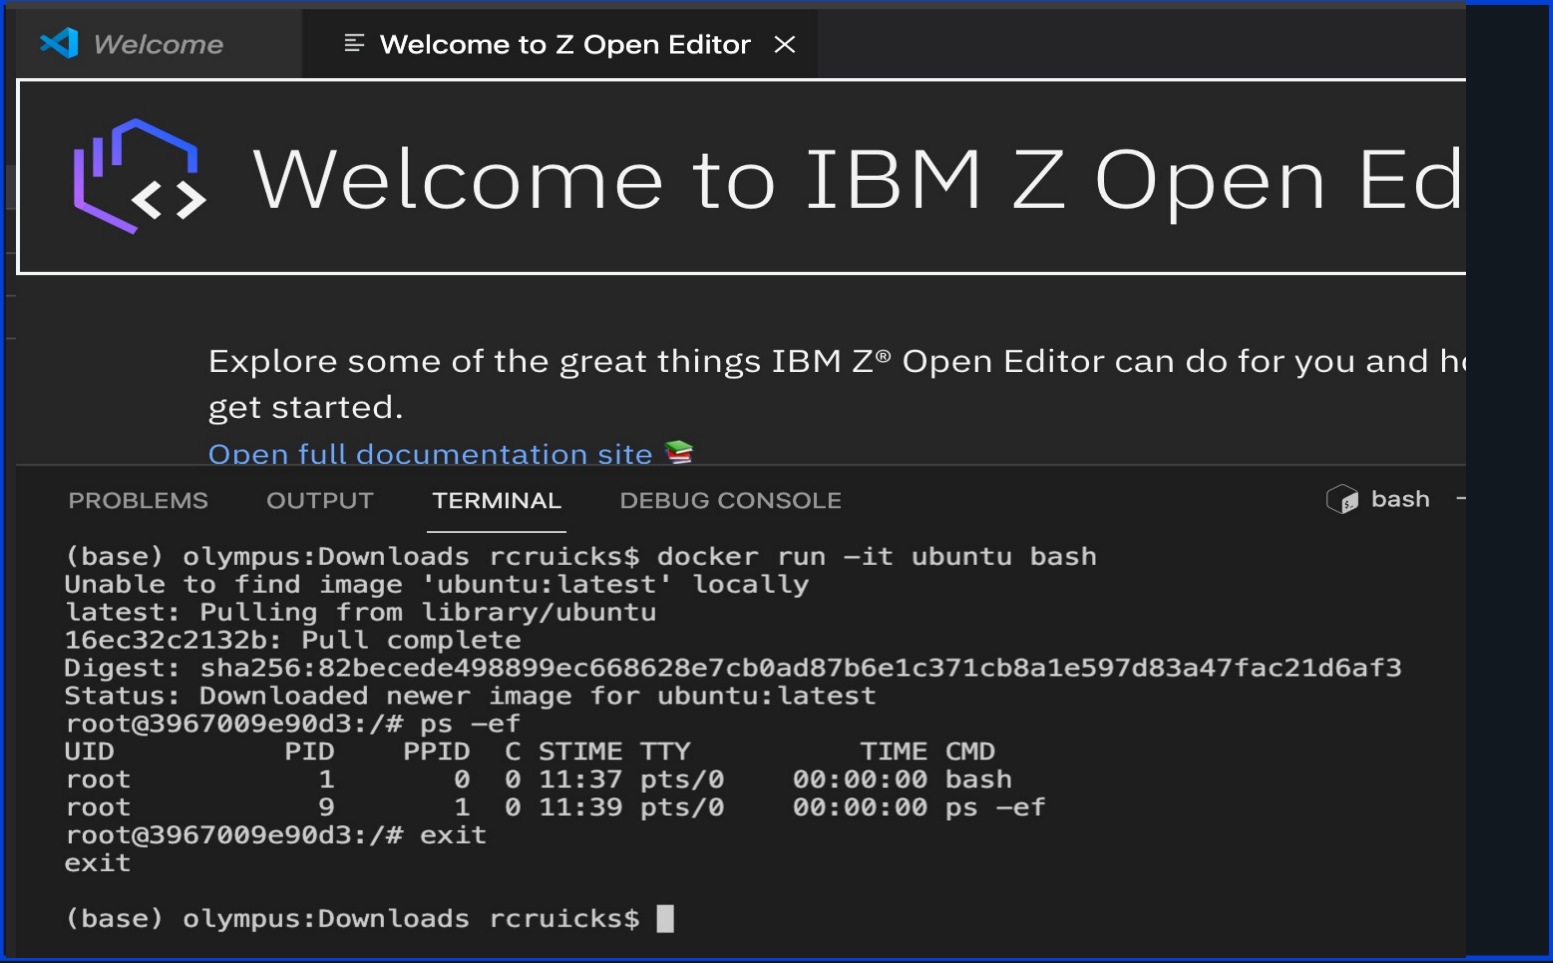 Welcome
Welcome to Z Open Editor
Welcome to IBM Z Open Ed
Explore some of the great things IBM Z® Open Editor can do for you and
get started.
Open full documentation site
PROBLEMS OUTPUT TERMINAL DEBUG CONSOLE bash
(base) olympus:Downloads rcruicks$ docker run -it ubuntu bash
Unable to find image 'ubuntu:latest' locally
latest: Pulling from library/ubuntu
16ec32c2132b: Pull complete
Digest: sha256:82becede498899ec668628e7cb0ad87b6e1c371cb8a1e597d83a47fac21d6af3
Status: Downloaded newer image for ubuntu:latest
root@3967009e90d3:/# ps -ef
UID PID PPID C STIME TTY TIME CMD
root 1 0 0 11:37 pts/0 00:00:00 bash
root 9 1 0 11:39 pts/0 00:00:00 ps -ef
root@3967009e90d3:/# exit
exit
(base) olympus:Downloads rcruicks$